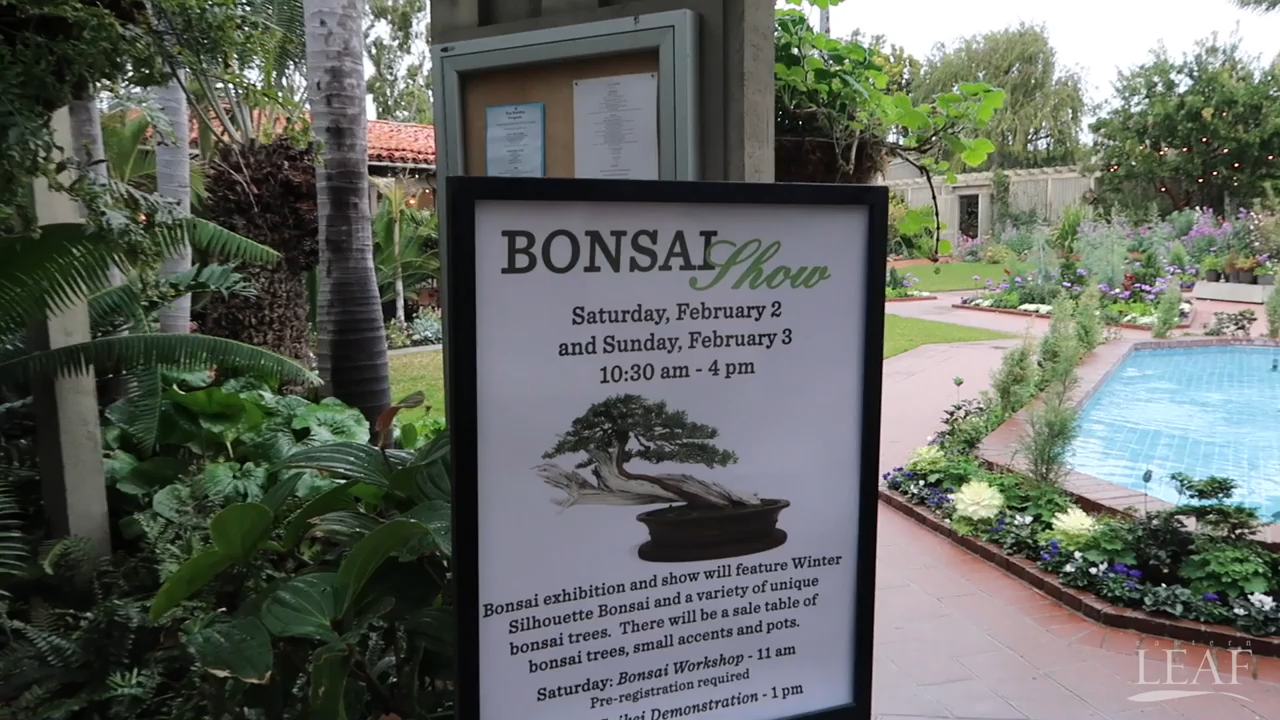 BONSAI Show
Saturday, February 2
and Sunday, February 3
10:30 am - 4 pm
Bonsai exhibition and show will feature Winter
Silhouette Bonsai and a variety of unique
bonsai trees. There will be a sale table of
bonsai trees, small accents and pots.
Saturday: Bonsai Workshop - 11 am
Pre-registration required
Demonstration - 1 pm
LEAF